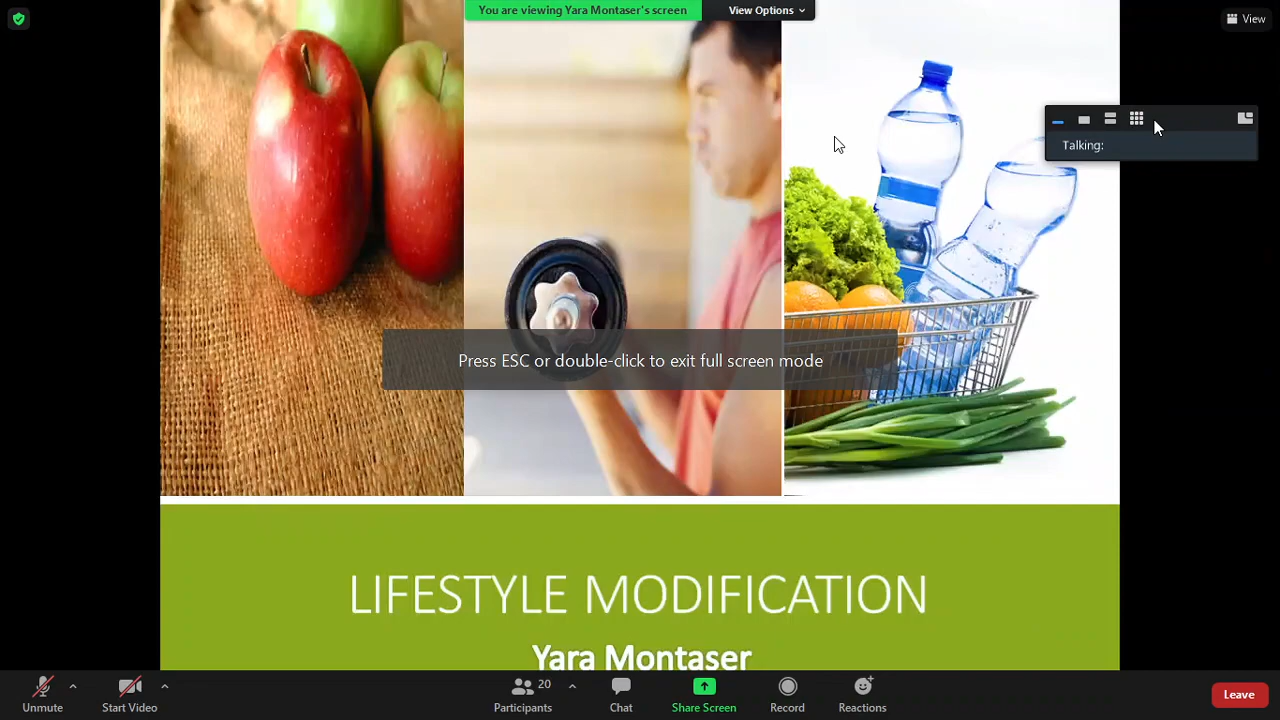 You are viewing Yara Montaser's screen
View Options
View
Talking:
Press ESC or double-click to exit full screen mode
LIFESTYLE MODIFICATION
Yara Montaser
Unmute
Start Video
Participants
20
Chat
Share Screen
Record
Reactions
Leave